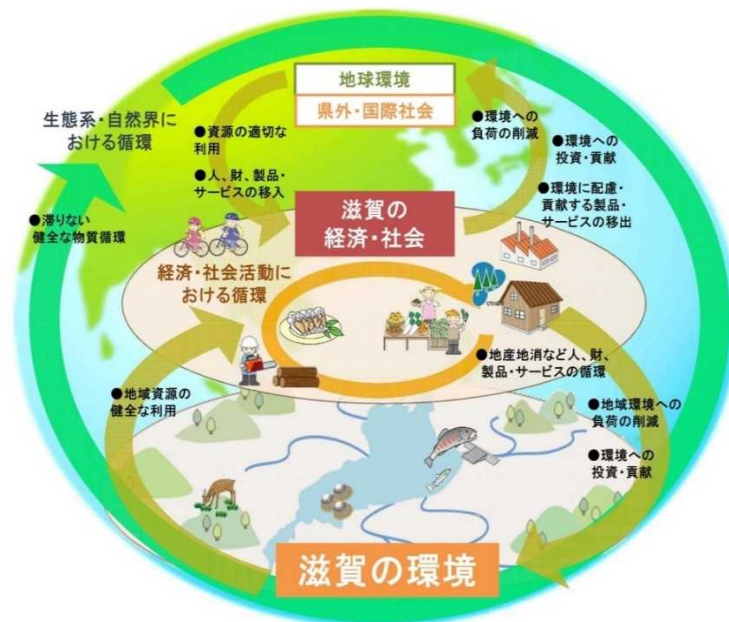 地球環境
県外・国際社会
生態系・自然界に
おける循環
●資源の適切な
利用
●人、財、製品・
サービスの移入
●環境への
負荷の削減
●環境への
投資・貢献
●環境に配慮・
貢献する製品・
サービスの移出
●滞りない
健全な物質循環
滋賀の
経済・社会
経済・社会活動に
おける循環
●地産地消など人、財、
製品・サービスの循環
●地域資源の
健全な利用
●地域環境への
負荷の削減
●環境への
投資・貢献
滋賀の環境